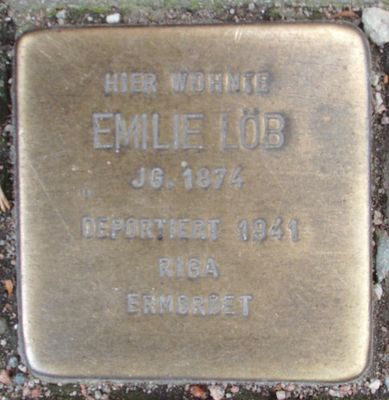 HIER WOHNTE
EMILIE LÖB
JG. 1874
DEPORTIERT 1941
RIGA
ERMORDET